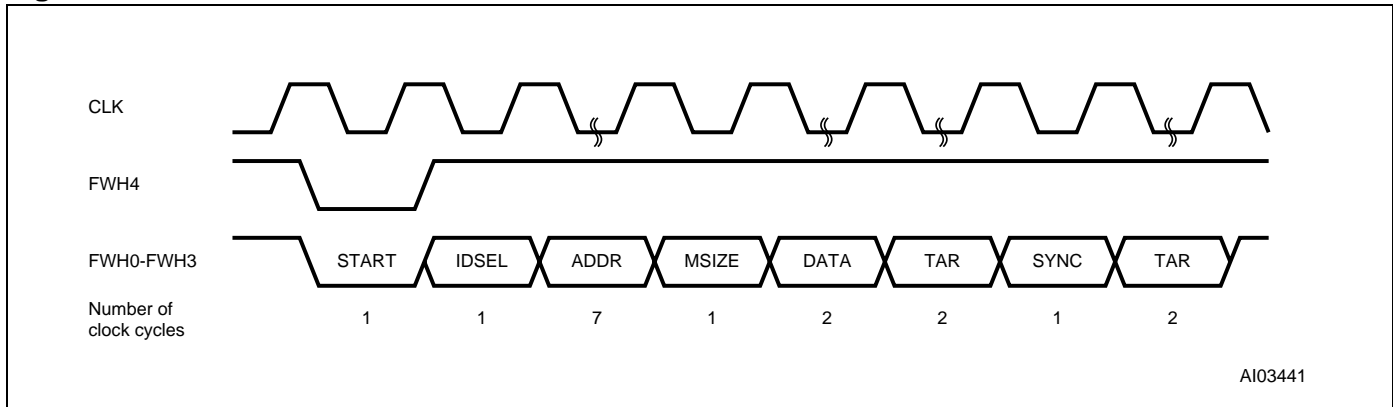 CLK
FWH4
FWH0-FWH3 START IDSEL ADDR MSIZE DATA TAR SYNC TAR
Number of
clock cycles 1 1 7 1 2 2 1 2
AI03441